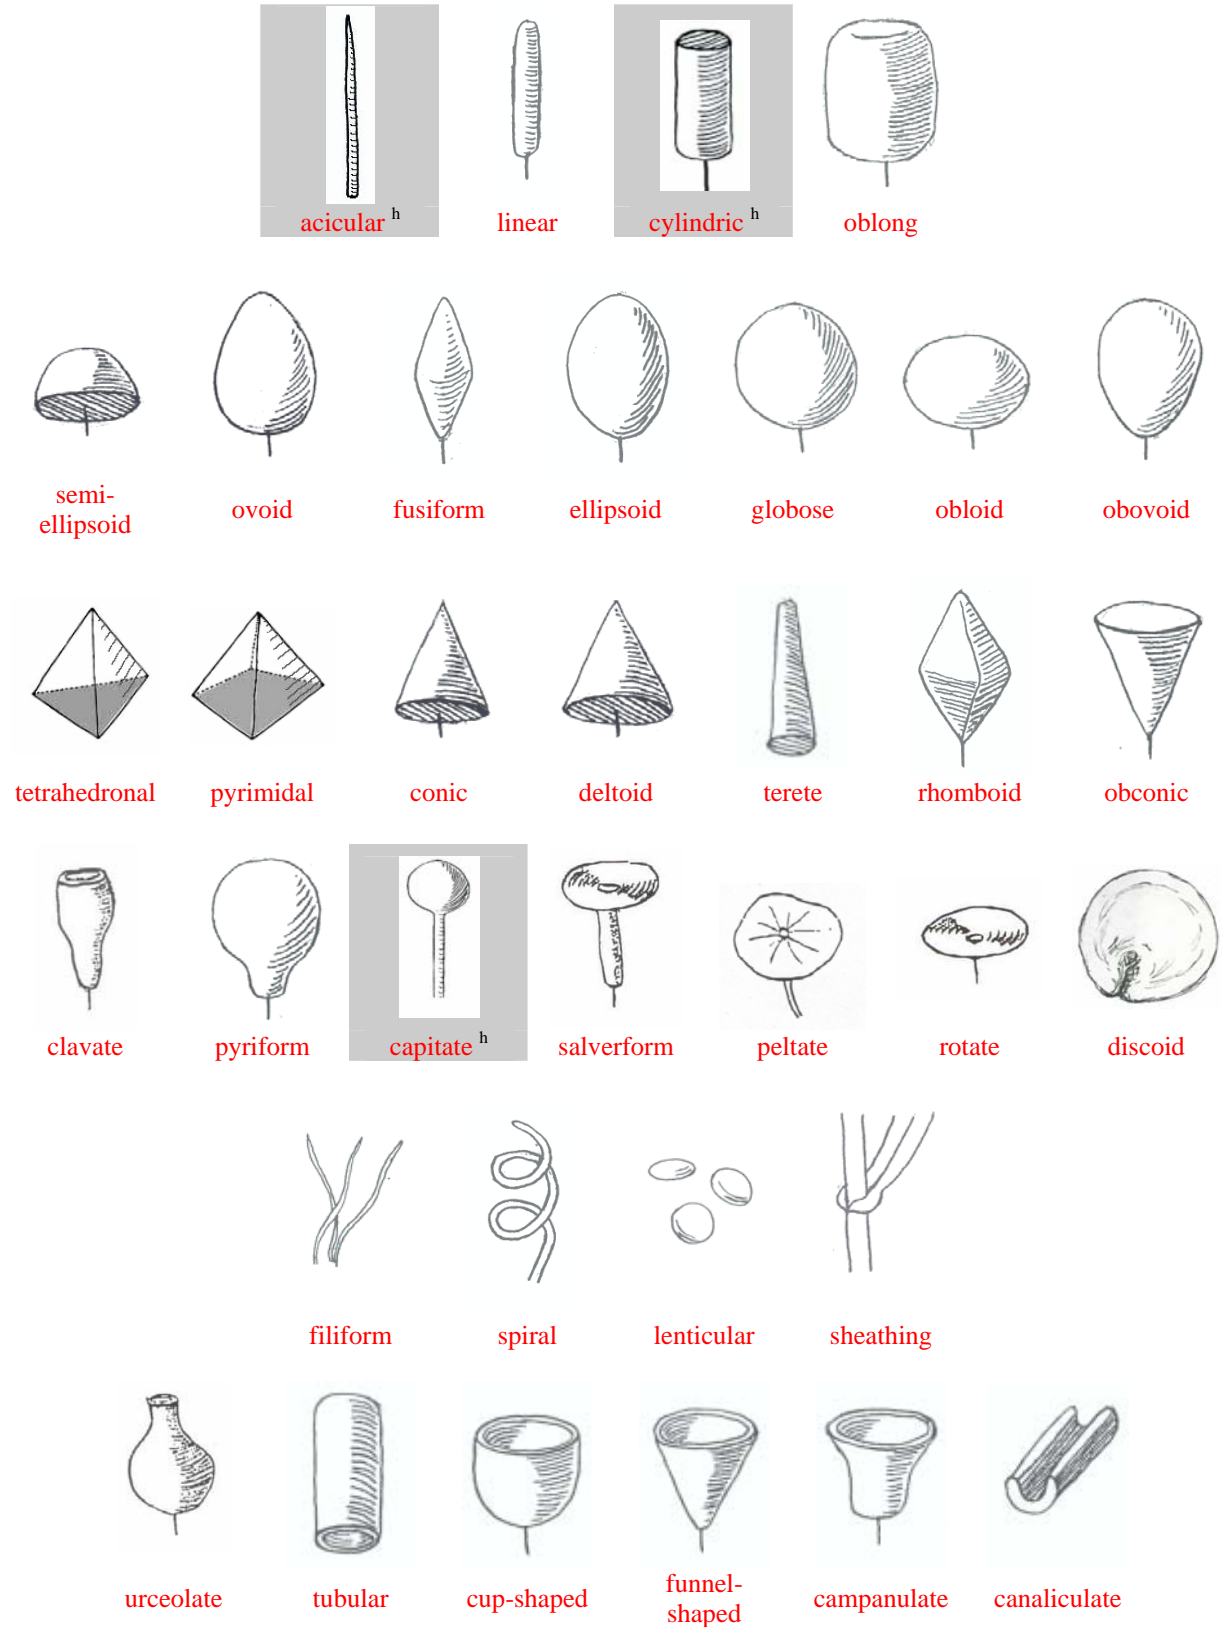 acicular h linear cylindric h oblong
semi-
ellipsoid ovoid fusiform ellipsoid globose obloid obovoid
tetrahedronal pyrimidal conic deltoid terete rhomboid obconic
clavate pyriform capitate h salverform peltate rotate discoid
filiform spiral lenticular sheathing
urceolate tubular cup-shaped funnel-
shaped campanulate canaliculate